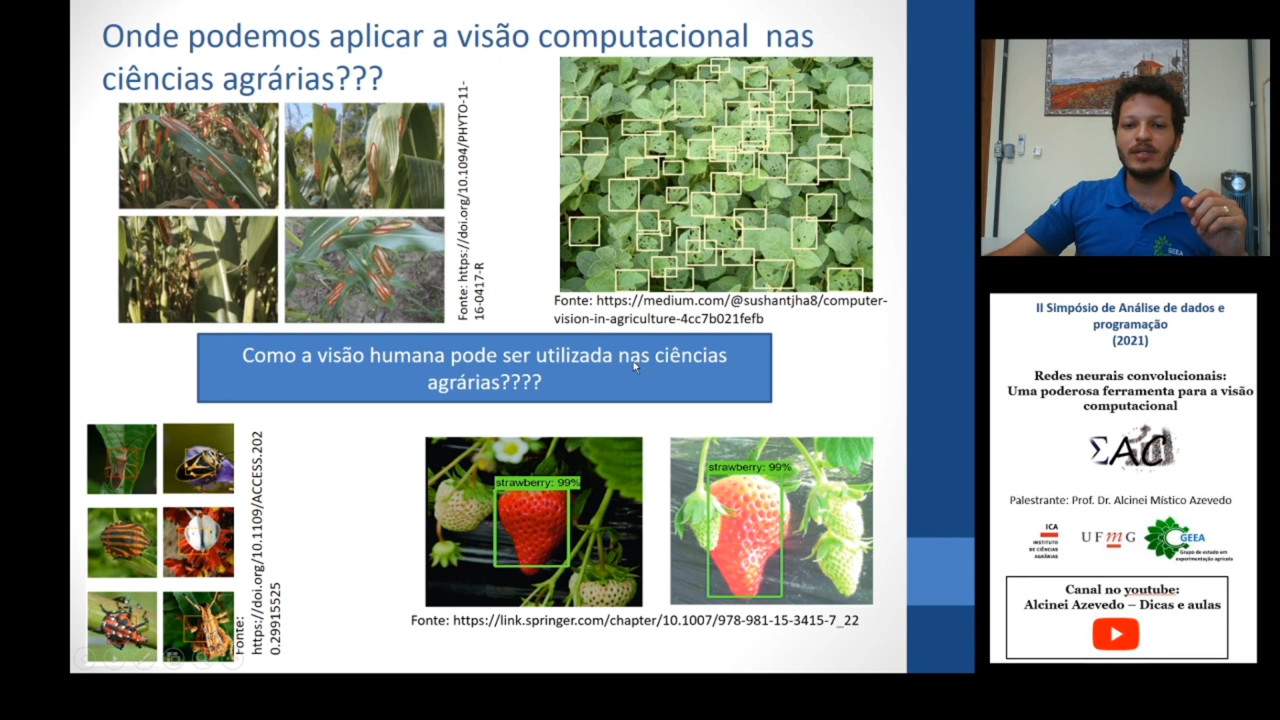 Onde podemos aplicar a visão computacional nas
ciências agrárias???
Fonte: https://doi.org/10.1094/PHYTO-11-
16-0417-R
Fonte: https://medium.com/@sushantjha8/computer-
vision-in-agriculture-4cc7b021fefb
Como a visão humana pode ser utilizada nas ciências
agrárias????
Fonte:
https://doi.org/10.1109/ACCESS.202
0.29915525
strawberry: 99%
strawberry: 99%
Fonte: https://link.springer.com/chapter/10.1007/978-981-15-3415-7_22
GEEA
II Simpósio de Análise de dados e
programação
(2021)
Redes neurais convolucionais:
Uma poderosa ferramenta para a visão
computacional
ΣAC
Palestrante: Prof. Dr. Alcinei Místico Azevedo
ICA
INSTITUTO
DE CIÊNCIAS
AGRÁRIAS
UFmG
GEEA
Grupo de estudo em
experimentação agrícola
Canal no youtube:
Alcinei Azevedo – Dicas e aulas